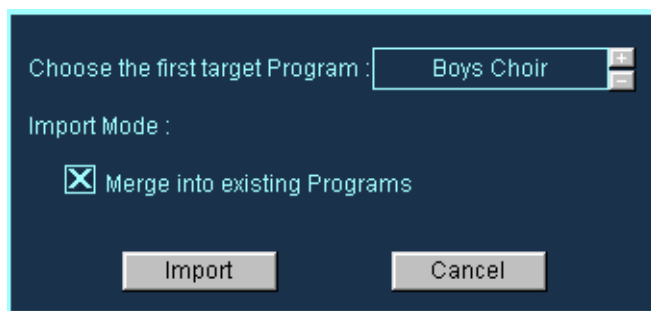 Choose the first target Program : Boys Choir + −
Import Mode :
Merge into existing Programs
Import Cancel